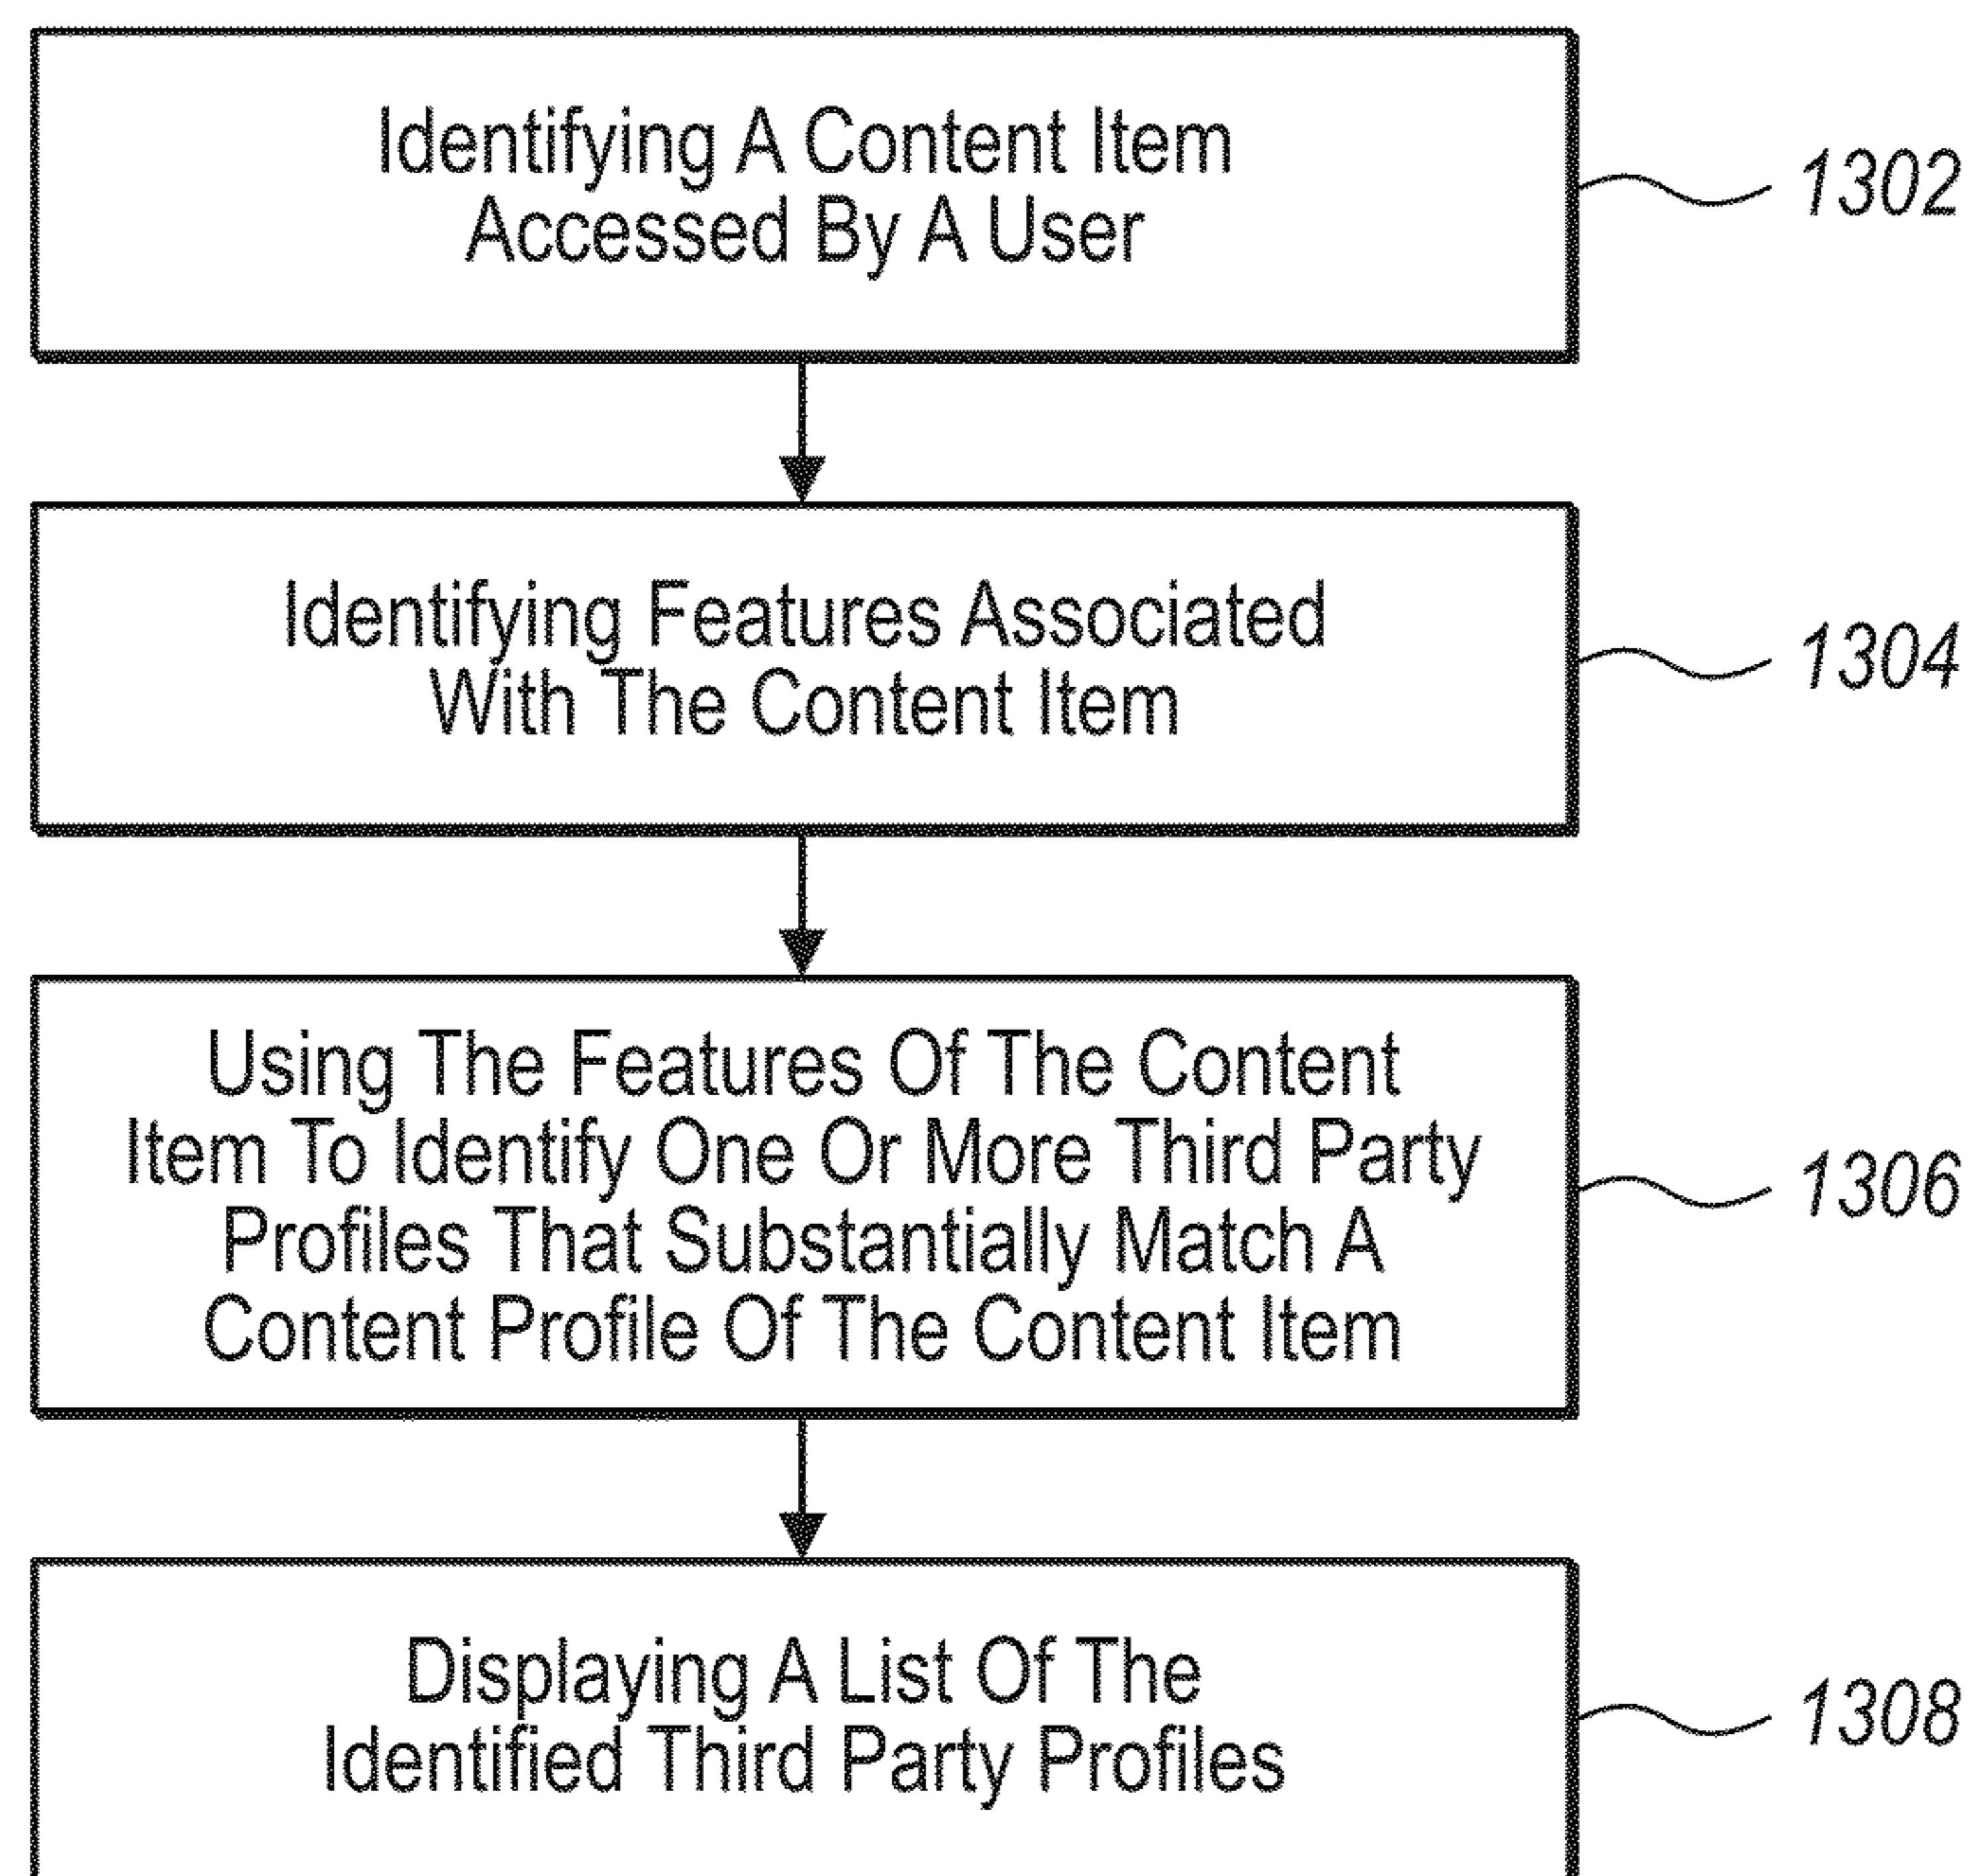 Identifying A Content Item
Accessed By A User
1302
Identifying Features Associated
With The Content Item
1304
Using The Features Of The Content
Item To Identify One Or More Third Party
Profiles That Substantially Match A
Content Profile Of The Content Item
1306
Displaying A List Of The
Identified Third Party Profiles
1308